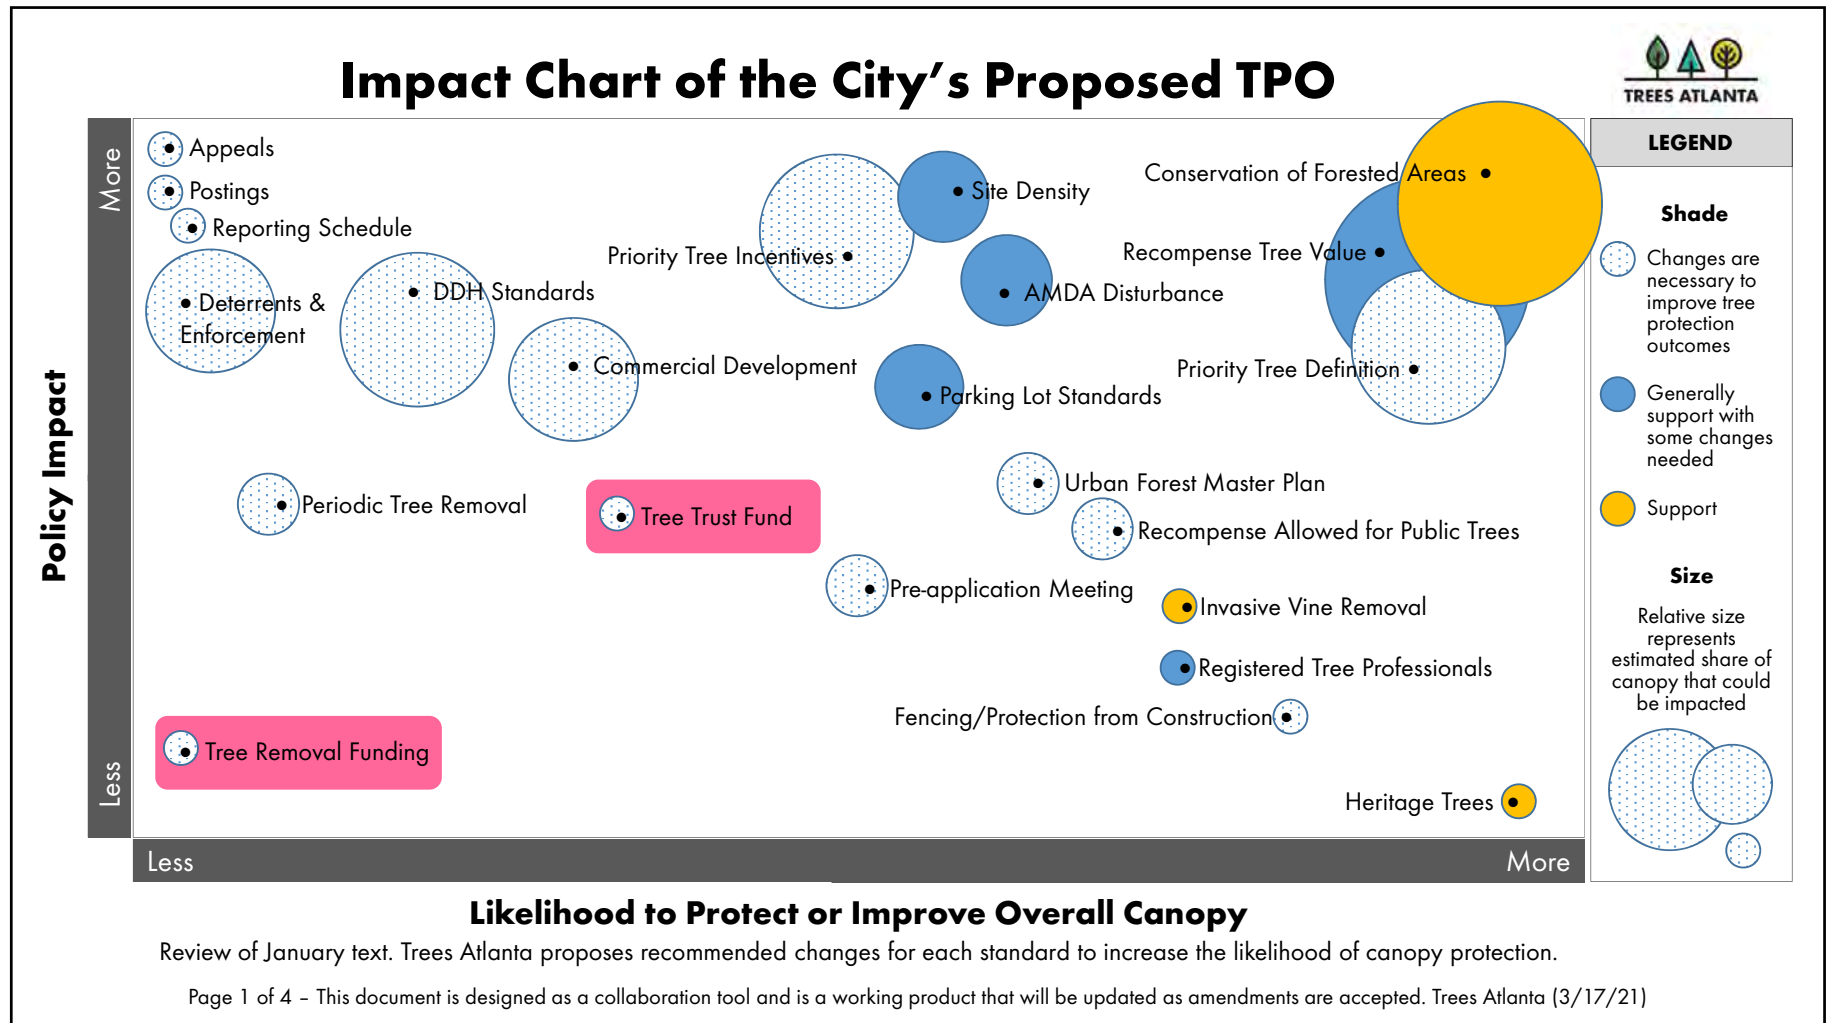 Impact Chart of the City’s Proposed TPO
TREES ATLANTA
More
Policy Impact
Less
Appeals
Postings
Reporting Schedule
Deterrents &
Enforcement
DDH Standards
Commercial Development
Priority Tree Incentives
Site Density
AMDA Disturbance
Parking Lot Standards
Conservation of Forested Areas
Recompense Tree Value
Priority Tree Definition
Periodic Tree Removal
Tree Trust Fund
Urban Forest Master Plan
Recompense Allowed for Public Trees
Pre-application Meeting
Invasive Vine Removal
Registered Tree Professionals
Fencing/Protection from Construction
Tree Removal Funding
Heritage Trees
Less
More
LEGEND
Shade
Changes are
necessary to
improve tree
protection
outcomes
Generally
support with
some changes
needed
Support
Size
Relative size
represents
estimated share of
canopy that could
be impacted
Likelihood to Protect or Improve Overall Canopy
Review of January text. Trees Atlanta proposes recommended changes for each standard to increase the likelihood of canopy protection.
Page 1 of 4 – This document is designed as a collaboration tool and is a working product that will be updated as amendments are accepted. Trees Atlanta (3/17/21)